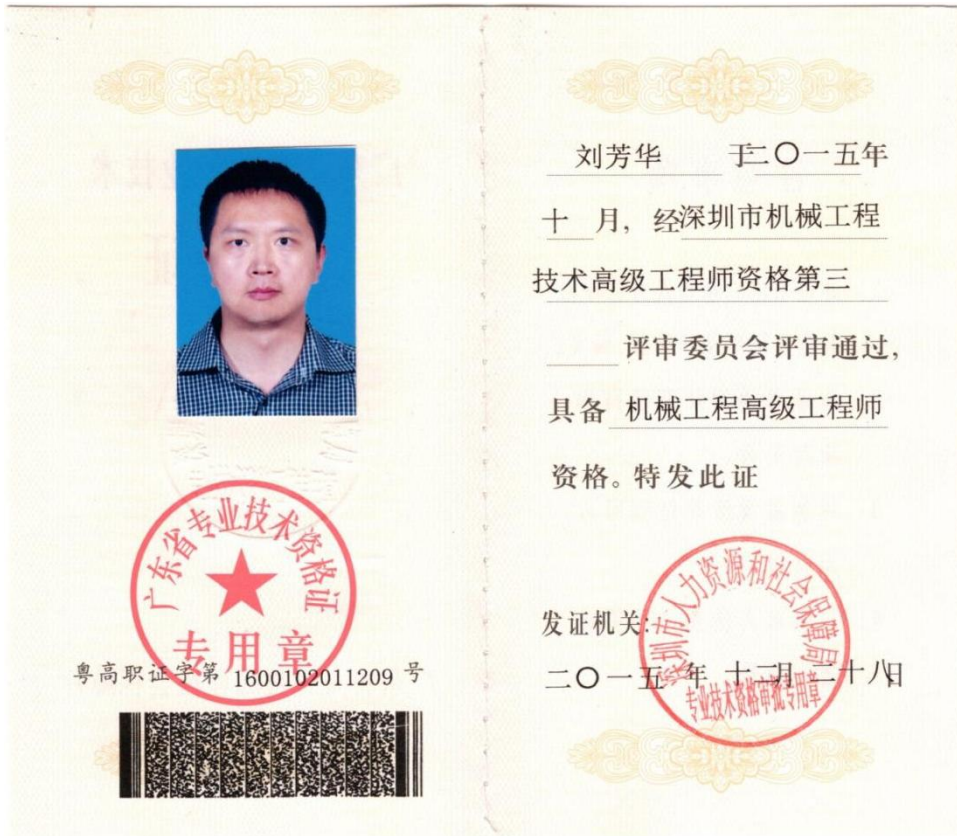 广东省专业技术资格证
专用章
粤高职证字第 1600102011209 号
刘芳华 于二〇一五年
十 月，经深圳市机械工程
技术高级工程师资格第三
评审委员会评审通过，
具备 机械工程高级工程师
资格。特发此证
发证机关：
深圳市人力资源和社会保障局
专业技术资格审批专用章
二〇一五 年 十二月 二十八日